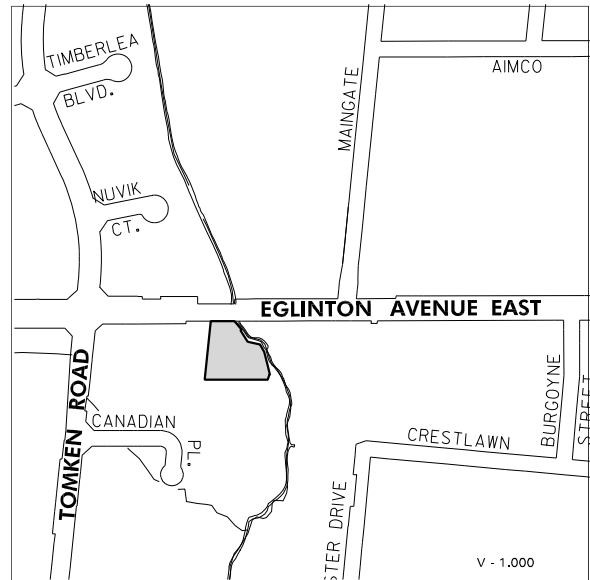 TIMBERLEA
BLVD.
AIMCO
MAINGATE
NUVIK
CT.
EGLINTON AVENUE EAST
TOMKEN ROAD
CANADIAN
PL.
CRESTLAWN
BURGOYNE
STREET
STER DRIVE
V - 1.000